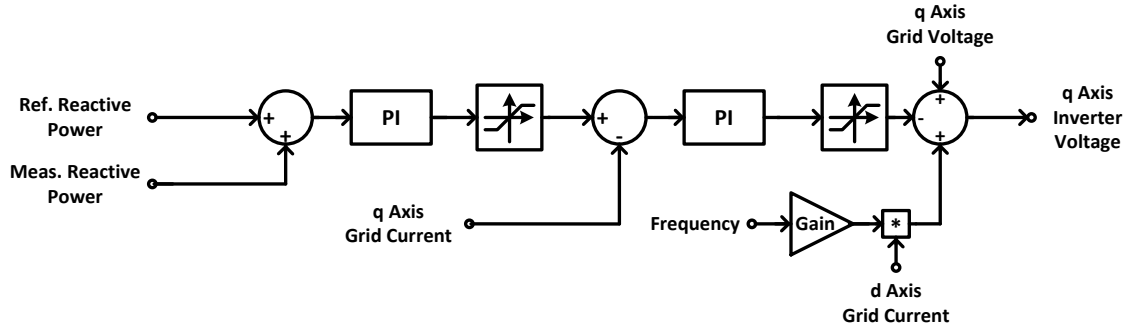 q Axis
Grid Voltage
Ref. Reactive
Power
+
+
PI
+
-
PI
+
-
+
q Axis
Inverter
Voltage
Meas. Reactive
Power
q Axis
Grid Current
Frequency
Gain
*
d Axis
Grid Current